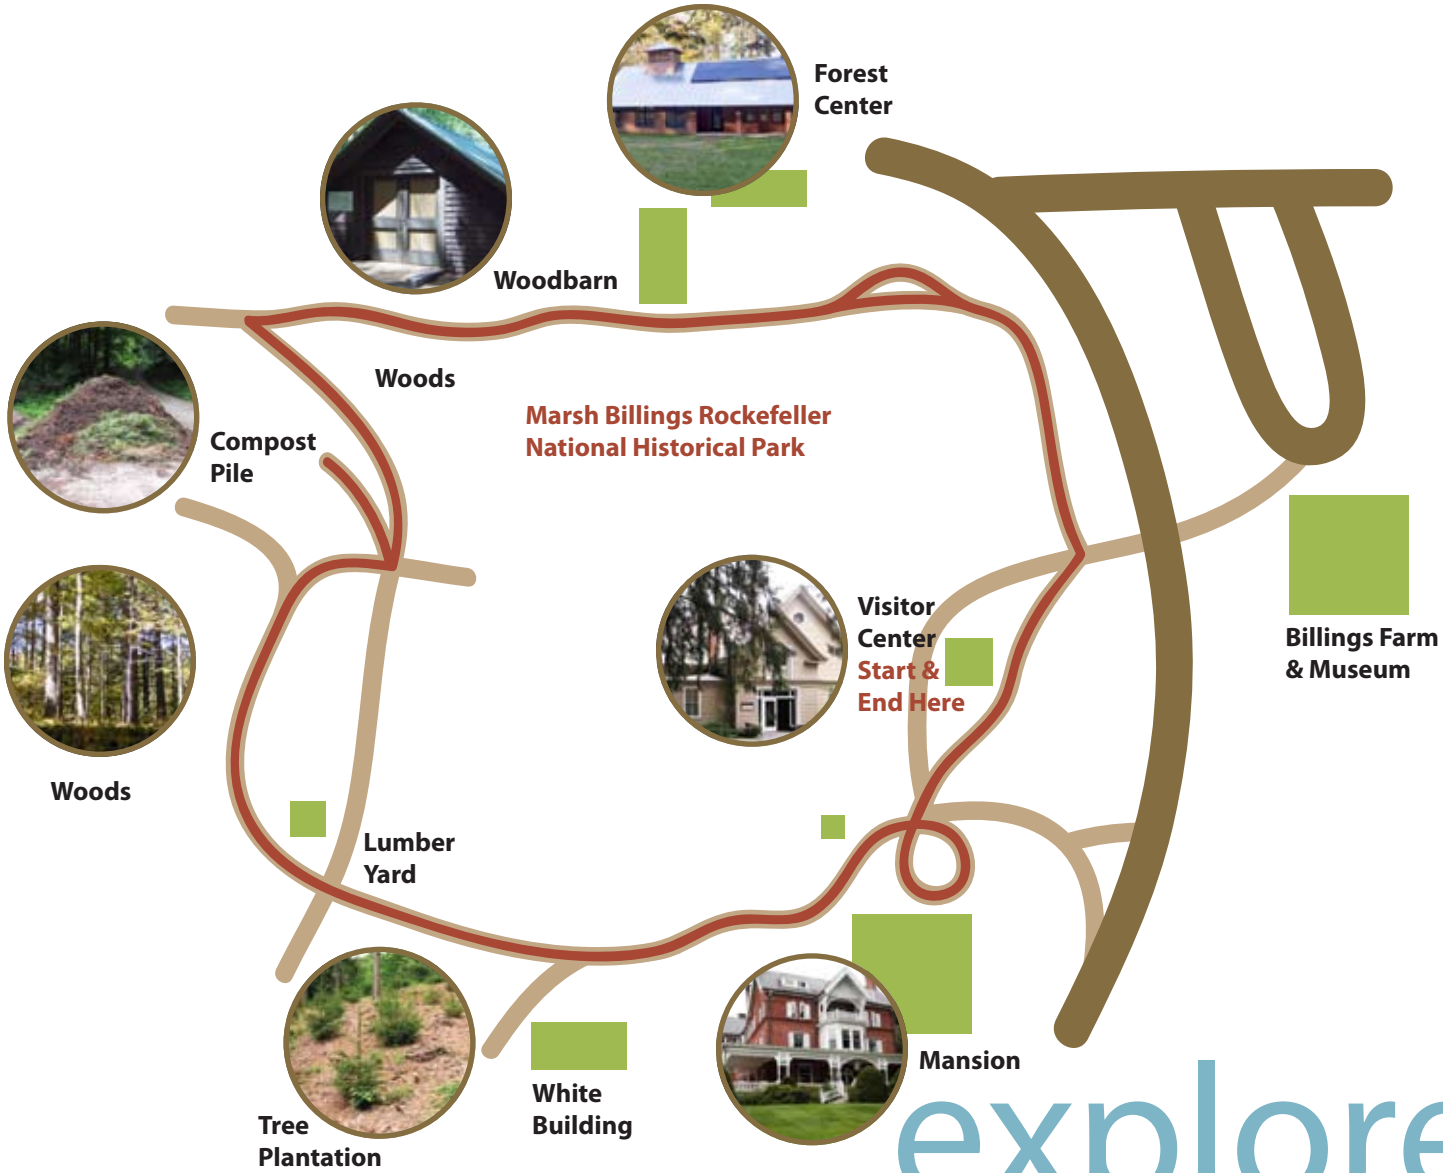 Forest
Center
Woodbarn
Woods
Marsh Billings Rockefeller
National Historical Park
Compost
Pile
Visitor
Center
Start &
End Here
Billings Farm
& Museum
Woods
Lumber
Yard
Mansion
White
Building
Tree
Plantation
explore